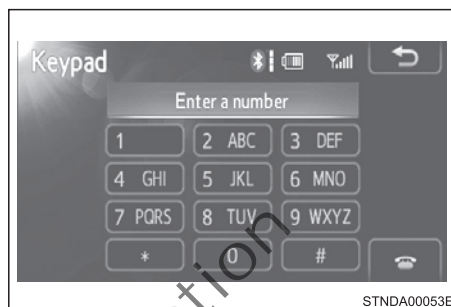 Keypad
Enter a number
1
2 ABC
3 DEF
4 GHI
5 JKL
6 MNO
7 PQRS
8 TUV
9 WXYZ
*
0
#
tion
STNDA00053E